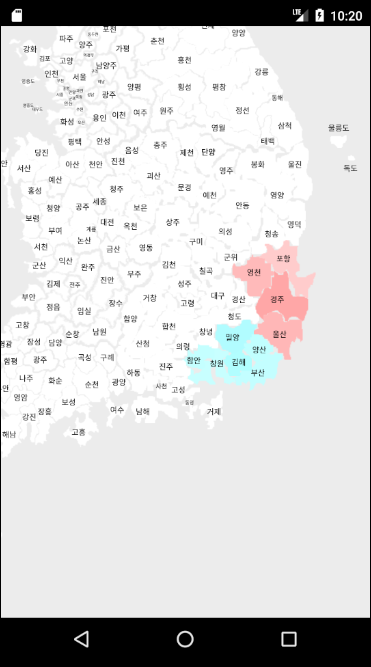 LTE 10:20
포천
파주
양주
가평
춘천
양양
강화
김포
고양
남양주
홍천
인천
서울
강릉
광주
양평
횡성
평창
동해
화성
용인
이천
여주
원주
정선
삼척
울릉도
평택
안성
음성
충주
제천
단양
영월
태백
독도
당진
서산
아산
천안
진천
괴산
문경
영주
봉화
울진
예산
홍성
청주
예천
안동
영양
청양
공주
세종
보은
보령
부여
계룡
대전
옥천
상주
의성
청송
영덕
서천
논산
금산
영동
구미
군위
포항
군산
익산
완주
무주
김천
칠곡
영천
김제
전주
진안
성주
대구
경산
경주
부안
정읍
임실
장수
거창
고령
청도
고창
순창
남원
함양
합천
창녕
밀양
울산
장성
담양
산청
의령
양산
영광
함평
광주
곡성
구례
하동
진주
함안
창원
김해
부산
나주
화순
순천
광양
사천
고성
영암
장흥
보성
여수
남해
통영
거제
강진
해남
고흥